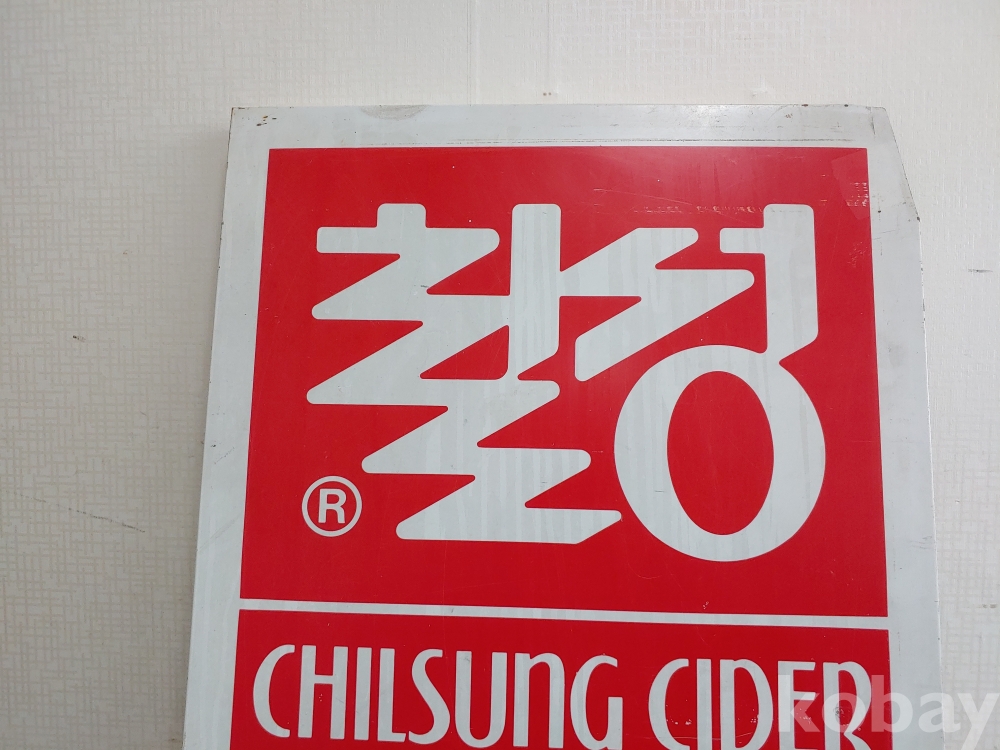 칠성
®
CHILSUNG CIDER
kobay